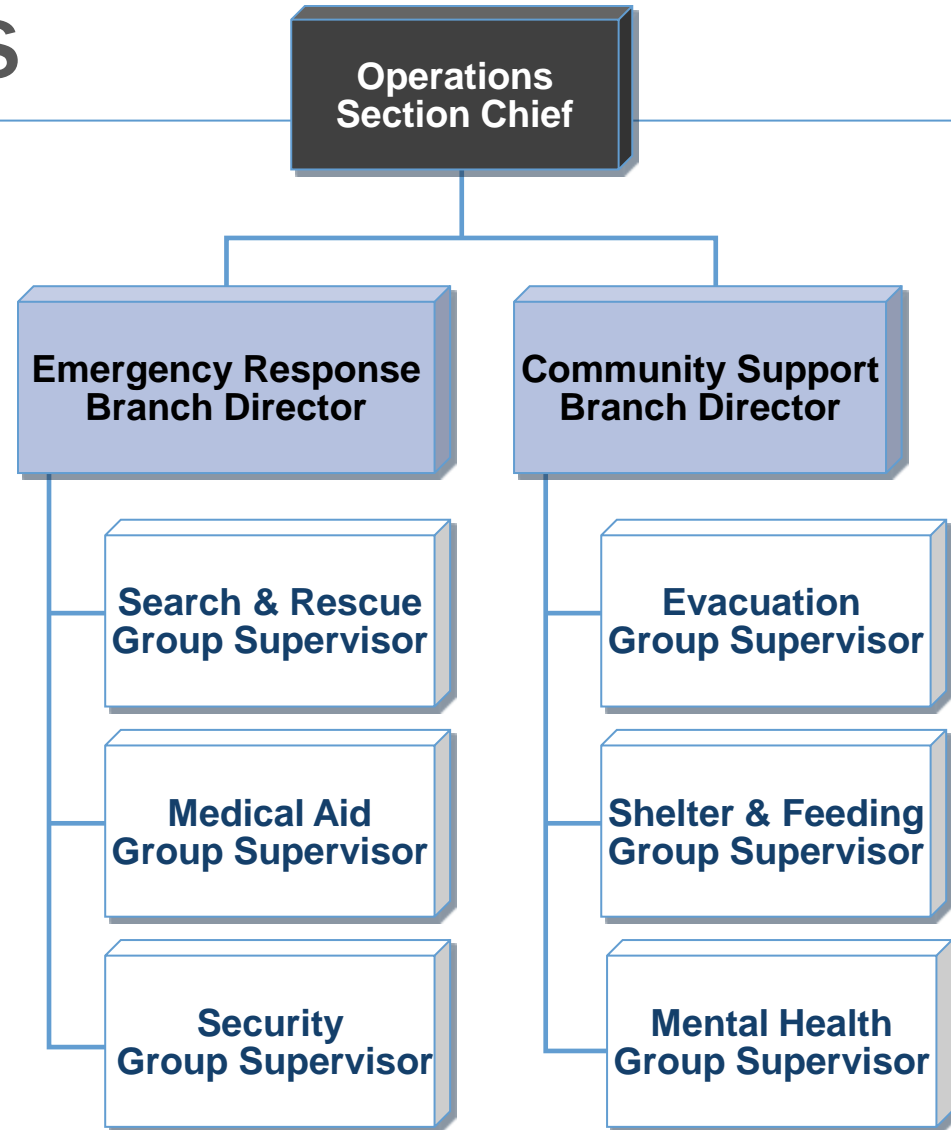 S
Operations
Section Chief
Emergency Response
Branch Director
Community Support
Branch Director
Search & Rescue
Group Supervisor
Evacuation
Group Supervisor
Medical Aid
Group Supervisor
Shelter & Feeding
Group Supervisor
Security
Group Supervisor
Mental Health
Group Supervisor